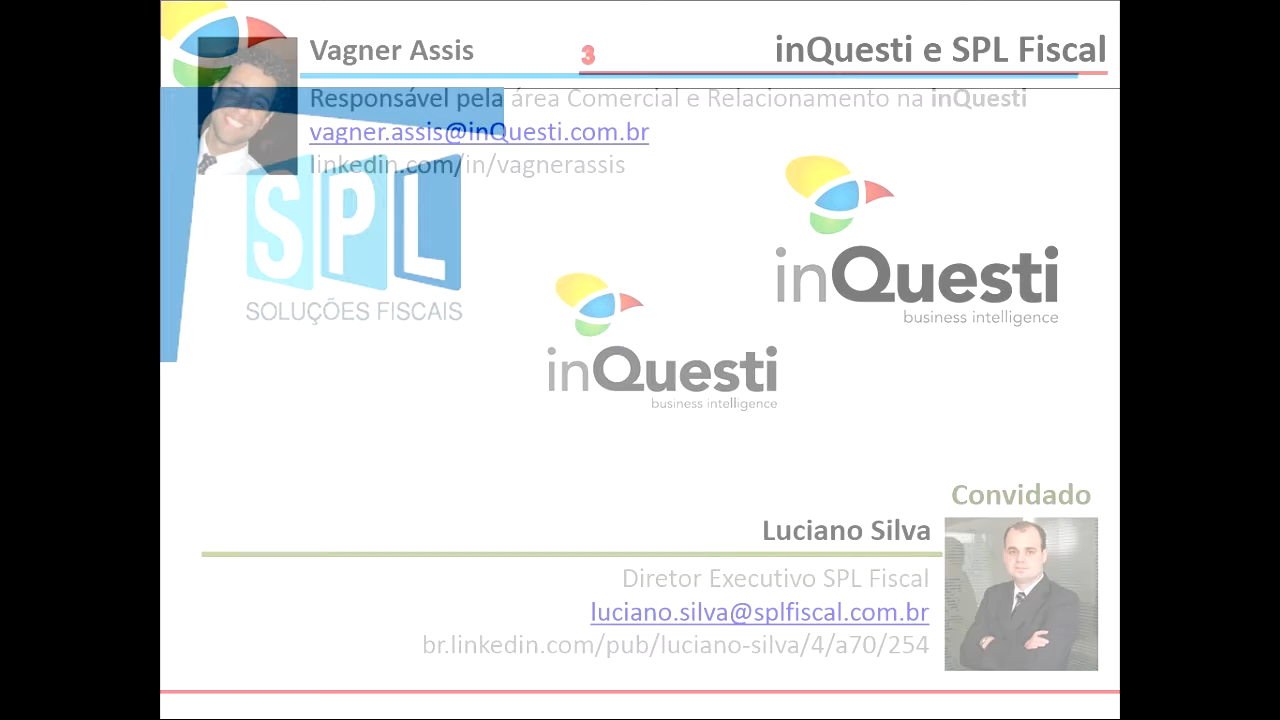 Vagner Assis
3
inQuesti e SPL Fiscal
Responsável pela área Comercial e Relacionamento na inQuesti
vagner.assis@inQuesti.com.br
linkedin.com/in/vagnerassis
SPL
SOLUÇÕES FISCAIS
inQuesti
business intelligence
inQuesti
business intelligence
Convidado
Luciano Silva
Diretor Executivo SPL Fiscal
luciano.silva@splfiscal.com.br
br.linkedin.com/pub/luciano-silva/4/a70/254